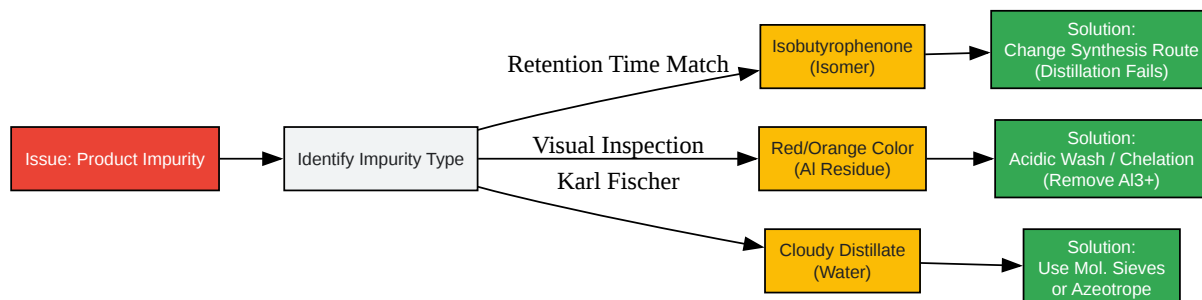 Issue: Product Impurity
Identify Impurity Type
Retention Time Match
Visual Inspection
Karl Fischer
Isobutyrophenone
(Isomer)
Solution:
Change Synthesis Route
(Distillation Fails)
Red/Orange Color
(Al Residue)
Solution:
Acidic Wash / Chelation
(Remove Al3+)
Cloudy Distillate
(Water)
Solution:
Use Mol. Sieves
or Azeotrope